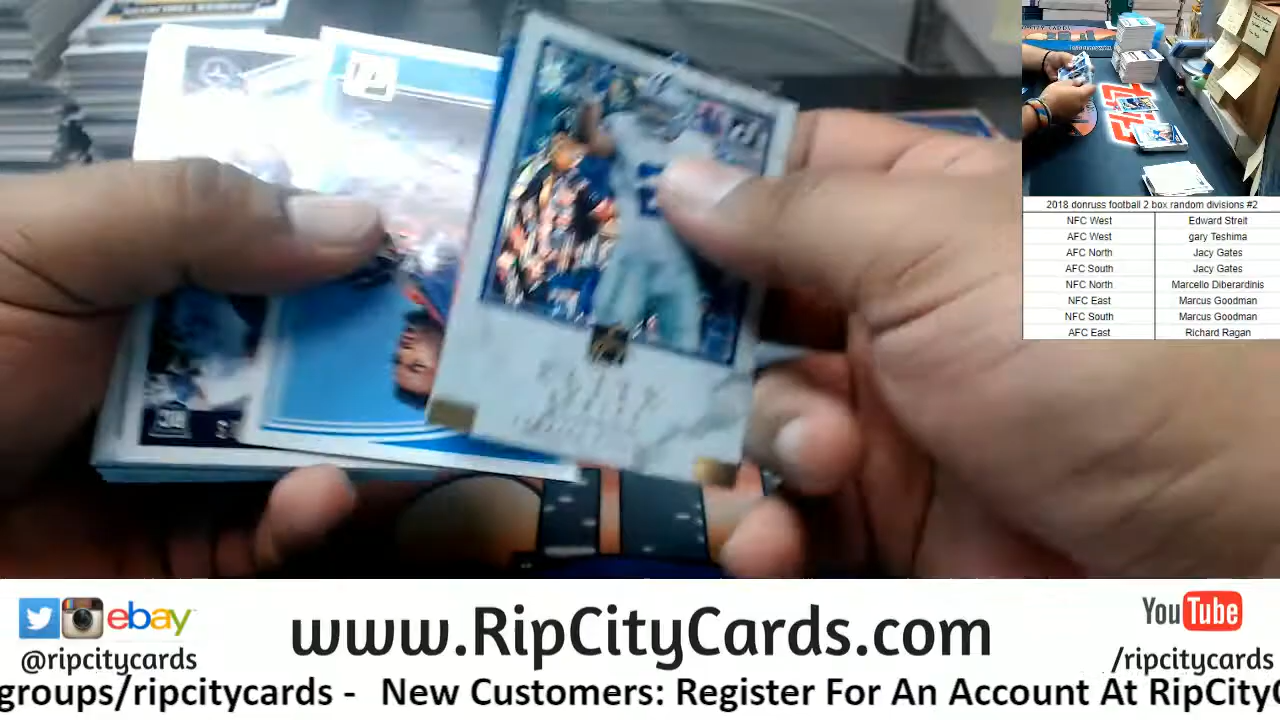 2018 donruss football 2 box random divisions #2
NFC West Edward Streit
AFC West gary Teshima
AFC North Jacy Gates
AFC South Jacy Gates
NFC North Marcello Diberardinis
NFC East Marcus Goodman
NFC South Marcus Goodman
AFC East Richard Ragan
ebay
www.RipCityCards.com
YouTube
@ripcitycards
/ripcitycards
groups/ripcitycards - New Customers: Register For An Account At RipCity